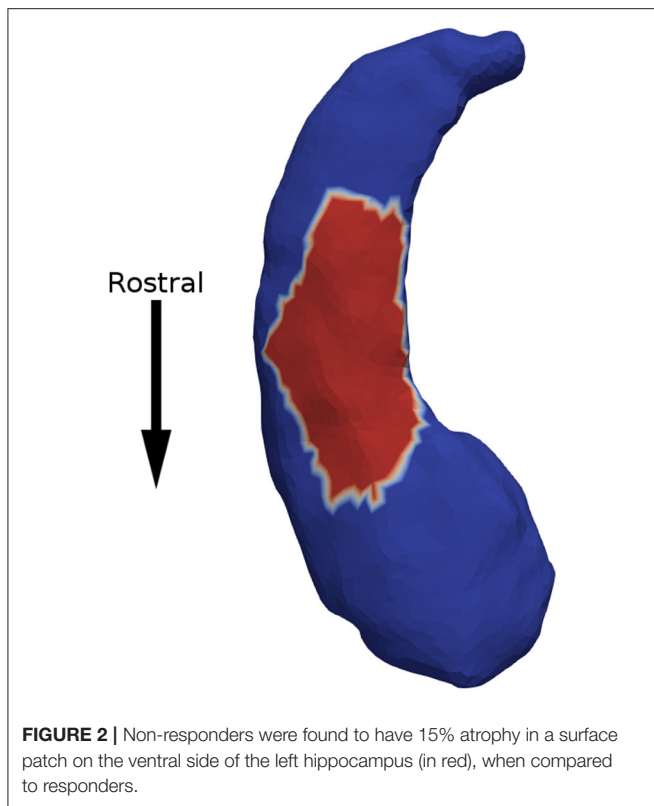 Rostral
FIGURE 2 | Non-responders were found to have 15% atrophy in a surface
patch on the ventral side of the left hippocampus (in red), when compared
to responders.